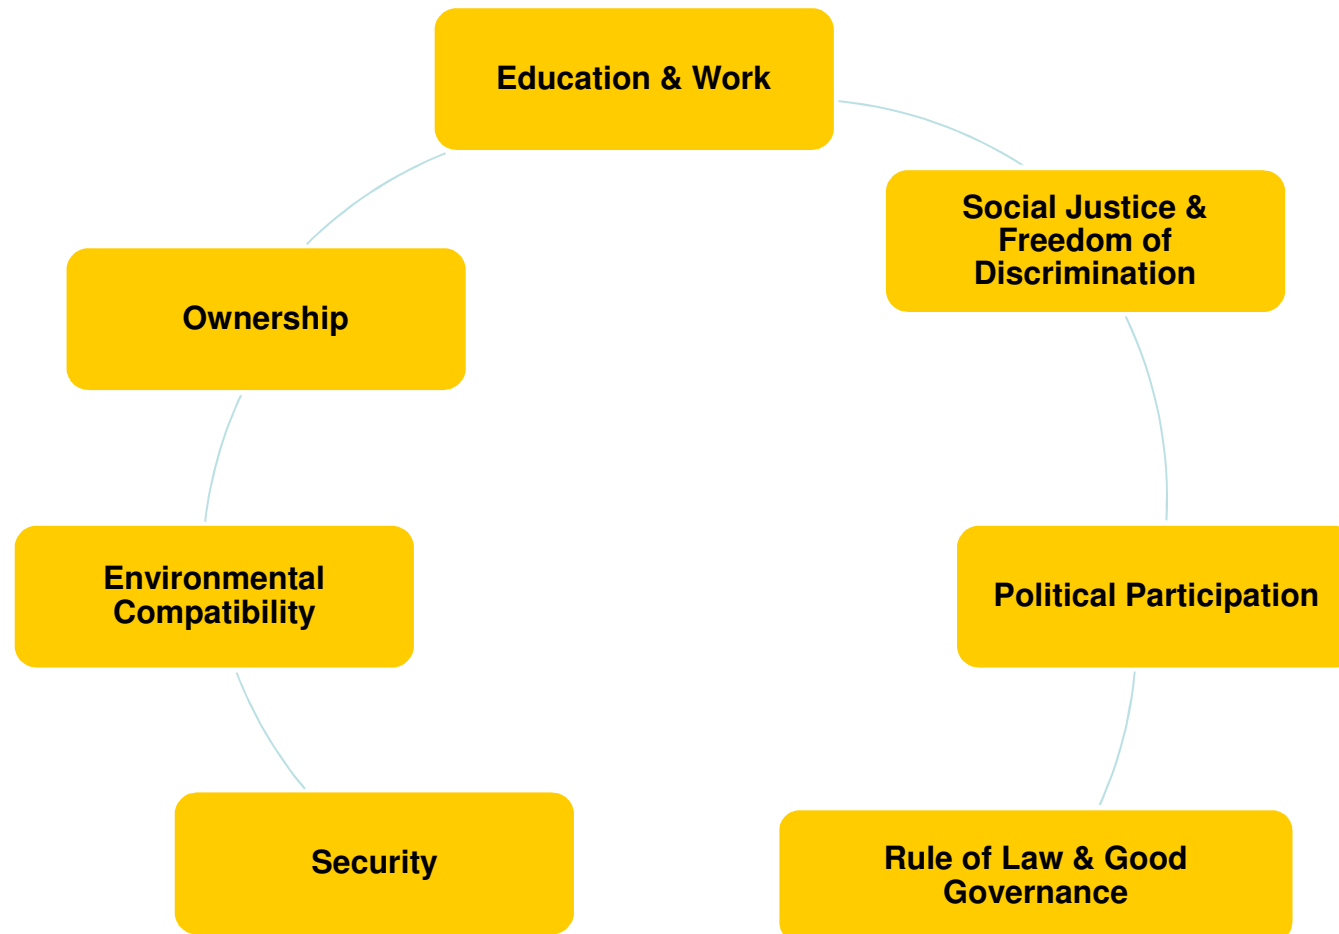 Education & Work
Social Justice &
Freedom of
Discrimination
Ownership
Environmental
Compatibility
Political Participation
Security
Rule of Law & Good
Governance